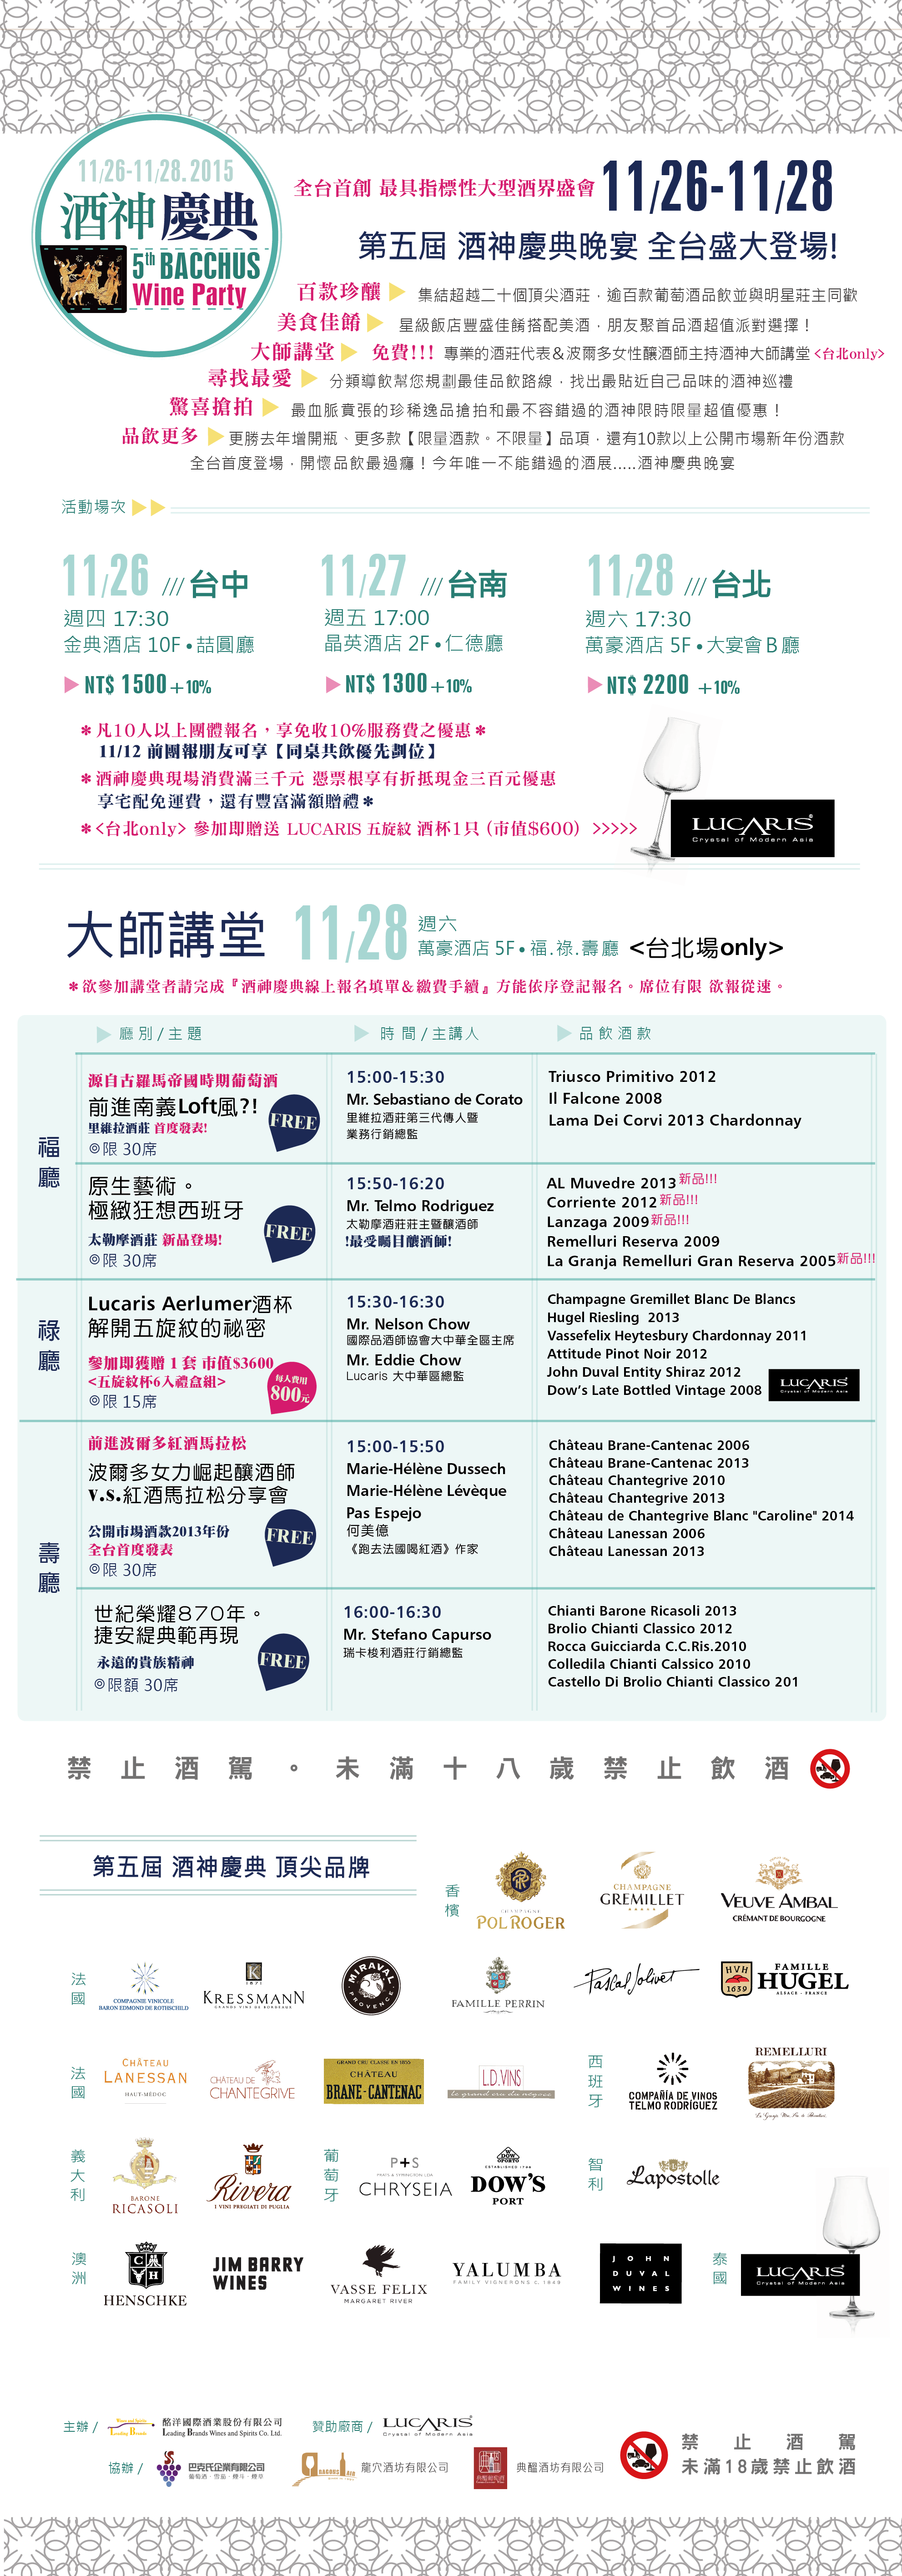 11/26-11/28.2015
酒神慶典
5th BACCHUS
Wine Party
全台首創 最具指標性大型酒界盛會 11/26-11/28
第五屆 酒神慶典晚宴 全台盛大登場!
百款珍釀 集結超越二十個頂尖酒莊，逾百款葡萄酒品飲並與明星莊主同歡
美食佳餚 星級飯店豐盛佳餚搭配美酒，朋友聚首品酒超值派對選擇！
大師講堂 免費!!! 專業的酒莊代表＆波爾多女性釀酒師主持酒神大師講堂 <台北only>
尋找最愛 分類導飲幫您規劃最佳品飲路線，找出最貼近自己品味的酒神巡禮
驚喜搶拍 最血脈賁張的珍稀逸品搶拍和最不容錯過的酒神限時限量超值優惠！
品飲更多 更勝去年增開瓶、更多款【限量酒款。不限量】品項，還有10款以上公開市場新年份酒款
全台首度登場，開懷品飲最過癮！今年唯一不能錯過的酒展.....酒神慶典晚宴
活動場次
11/26 /// 台中
週四 17:30
金典酒店 10F • 喆圓廳
NT$ 1500 +10%
11/27 /// 台南
週五 17:00
晶英酒店 2F • 仁德廳
NT$ 1300 +10%
11/28 /// 台北
週六 17:30
萬豪酒店 5F • 大宴會 B 廳
NT$ 2200 +10%
＊凡10人以上團體報名，享免收10%服務費之優惠＊
11/12 前團報朋友可享【同桌共飲優先劃位】
＊酒神慶典現場消費滿三千元 憑票根享有折抵現金三百元優惠
享宅配免運費，還有豐富滿額贈禮＊
＊<台北only> 參加即贈送 LUCARIS 五旋紋 酒杯1只 (市值$600) >>>>>
LUCARIS
Crystal of Modern Asia
大師講堂 11/28 週六
萬豪酒店 5F • 福.祿.壽 廳 <台北場only>
＊欲參加講堂者請完成『酒神慶典線上報名填單＆繳費手續』方能依序登記報名。席位有限 欲報從速。
廳 別 / 主 題
時 間 / 主講人
品 飲 酒 款
福廳
源自古羅馬帝國時期葡萄酒
前進南義Loft風?!
里維拉酒莊 首度發表!
◎限 30席
FREE
15:00-15:30
Mr. Sebastiano de Corato
里維拉酒莊第三代傳人暨
業務行銷總監
Triusco Primitivo 2012
Il Falcone 2008
Lama Dei Corvi 2013 Chardonnay
原生藝術。
極緻狂想西班牙
太勒摩酒莊 新品登場!
◎限 30席
FREE
15:50-16:20
Mr. Telmo Rodriguez
太勒摩酒莊莊主暨釀酒師
!最受矚目釀酒師!
AL Muvedre 2013 新品!!!
Corriente 2012 新品!!!
Lanzaga 2009 新品!!!
Remelluri Reserva 2009
La Granja Remelluri Gran Reserva 2005 新品!!!
祿廳
Lucaris Aerlumer酒杯
解開五旋紋的祕密
參加即獲贈 1 套 市值$3600
<五旋紋杯6入禮盒組>
◎限 15席
每人費用
800元
15:30-16:30
Mr. Nelson Chow
國際品酒師協會大中華全區主席
Mr. Eddie Chow
Lucaris 大中華區總監
Champagne Gremillet Blanc De Blancs
Hugel Riesling 2013
Vassefelix Heytesbury Chardonnay 2011
Attitude Pinot Noir 2012
John Duval Entity Shiraz 2012
Dow's Late Bottled Vintage 2008
LUCARIS
Crystal of Modern Asia
壽廳
前進波爾多紅酒馬拉松
波爾多女力崛起釀酒師
v.s.紅酒馬拉松分享會
公開市場酒款2013年份
全台首度發表
◎限 30席
FREE
15:00-15:50
Marie-Hélène Dussech
Marie-Hélène Lévèque
Pas Espejo
何美億
《跑去法國喝紅酒》作家
Château Brane-Cantenac 2006
Château Brane-Cantenac 2013
Château Chantegrive 2010
Château Chantegrive 2013
Château de Chantegrive Blanc "Caroline" 2014
Château Lanessan 2006
Château Lanessan 2013
世紀榮耀870年。
捷安緹典範再現
永遠的貴族精神
◎限額 30席
FREE
16:00-16:30
Mr. Stefano Capurso
瑞卡梭利酒莊行銷總監
Chianti Barone Ricasoli 2013
Brolio Chianti Classico 2012
Rocca Guicciarda C.C.Ris.2010
Colledila Chianti Calssico 2010
Castello Di Brolio Chianti Classico 201
禁止酒駕。未滿十八歲禁止飲酒
第五屆 酒神慶典 頂尖品牌
香檳
CHAMPAGNE
POL ROGER
CHAMPAGNE
GREMILLET
VEUVE AMBAL
CRÉMANT DE BOURGOGNE
法國
COMPAGNIE VINICOLE
BARON EDMOND DE ROTHSCHILD
K
1871
KRESSMANN
GRANDS VINS DE BORDEAUX
MIRAVAL
PROVENCE
FAMILLE PERRIN
Pascal Jolivet
HVH
1639
FAMILLE
HUGEL
ALSACE - FRANCE
法國
CHÂTEAU
LANESSAN
HAUT-MÉDOC
CHÂTEAU DE
CHANTEGRIVE
GRAND CRU CLASSÉ EN 1855
CHÂTEAU
BRANE-CANTENAC
L.D.VINS
le grand cru du négoce
西班牙
COMPAÑÍA DE VINOS
TELMO RODRÍGUEZ
REMELLURI
義大利
BARONE
RICASOLI
Rivera
I VINI PREGIATI DI PUGLIA
葡萄牙
P+S
PRATS & SYMINGTON, LDA
CHRYSEIA
DOW
OPORTO
ESTABLISHED 1798
DOW'S
PORT
智利
Lapostolle
澳洲
C H
HENSCHKE
JIM BARRY
WINES
VASSE FELIX
MARGARET RIVER
YALUMBA
FAMILY VIGNERONS E. 1849
JOHN
DUVAL
WINES
泰國
LUCARIS
Crystal of Modern Asia
主辦 /
Wines and Spirits
Leading Brands
酩洋國際酒業股份有限公司
Leading Brands Wines and Spirits Co. Ltd.
贊助廠商 /
LUCARIS
Crystal of Modern Asia
協辦 /
巴克氏企業有限公司
龍穴酒坊有限公司
典醞酒坊有限公司
禁止酒駕
未滿18歲禁止飲酒